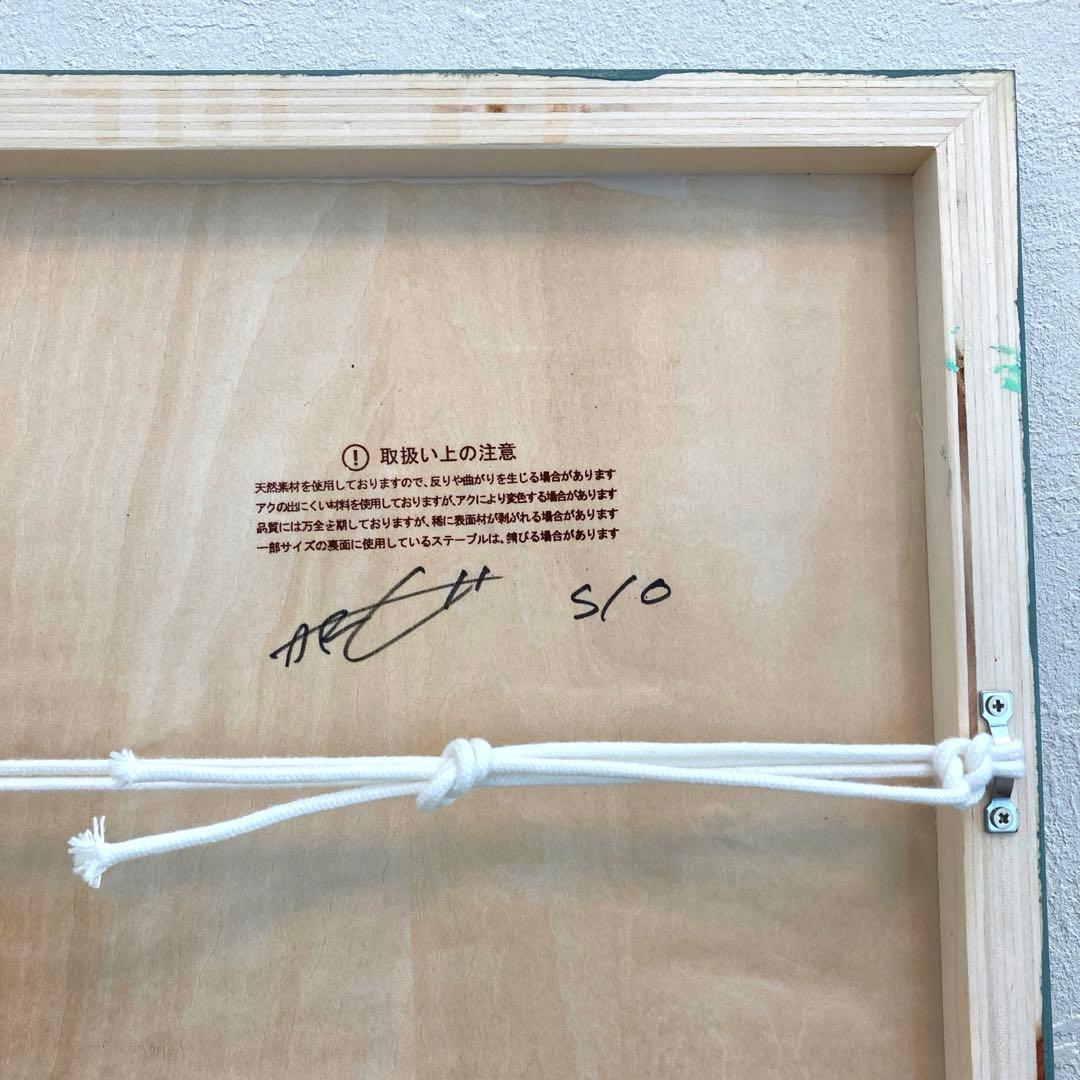 取扱い上の注意
天然素材を使用しておりますので、反りや曲がりを生じる場合があります
アクの出にくい材料を使用しておりますが、アクにより変色する場合があります
品質には万全を期しておりますが、稀に表面材が剥がれる場合があります
一部サイズの裏面に使用しているステープルは、錆びる場合があります
S/O